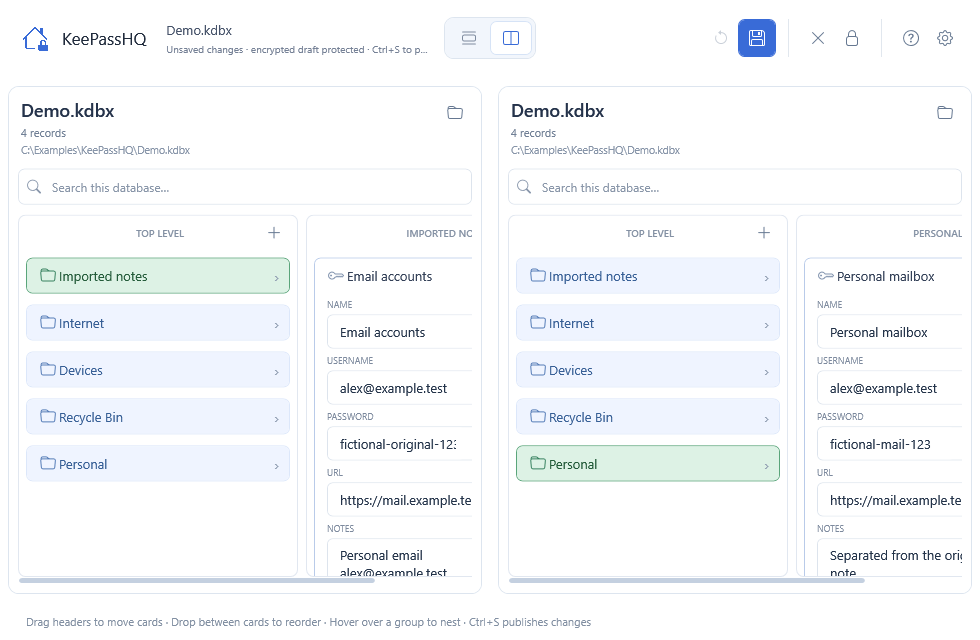 KeePassHQ
Demo.kdbx
Unsaved changes · encrypted draft protected · Ctrl+S to p...
Demo.kdbx
4 records
C:\Examples\KeePassHQ\Demo.kdbx
Search this database...
TOP LEVEL
Imported notes
Internet
Devices
Recycle Bin
Personal
IMPORTED NO
Email accounts
NAME
Email accounts
USERNAME
alex@example.test
PASSWORD
fictional-original-123
URL
https://mail.example.te
NOTES
Personal email
alex@example.test
Demo.kdbx
4 records
C:\Examples\KeePassHQ\Demo.kdbx
Search this database...
TOP LEVEL
Imported notes
Internet
Devices
Recycle Bin
Personal
PERSONAL
Personal mailbox
NAME
Personal mailbox
USERNAME
alex@example.test
PASSWORD
fictional-mail-123
URL
https://mail.example.te
NOTES
Separated from the orig
note.
Drag headers to move cards · Drop between cards to reorder · Hover over a group to nest · Ctrl+S publishes changes